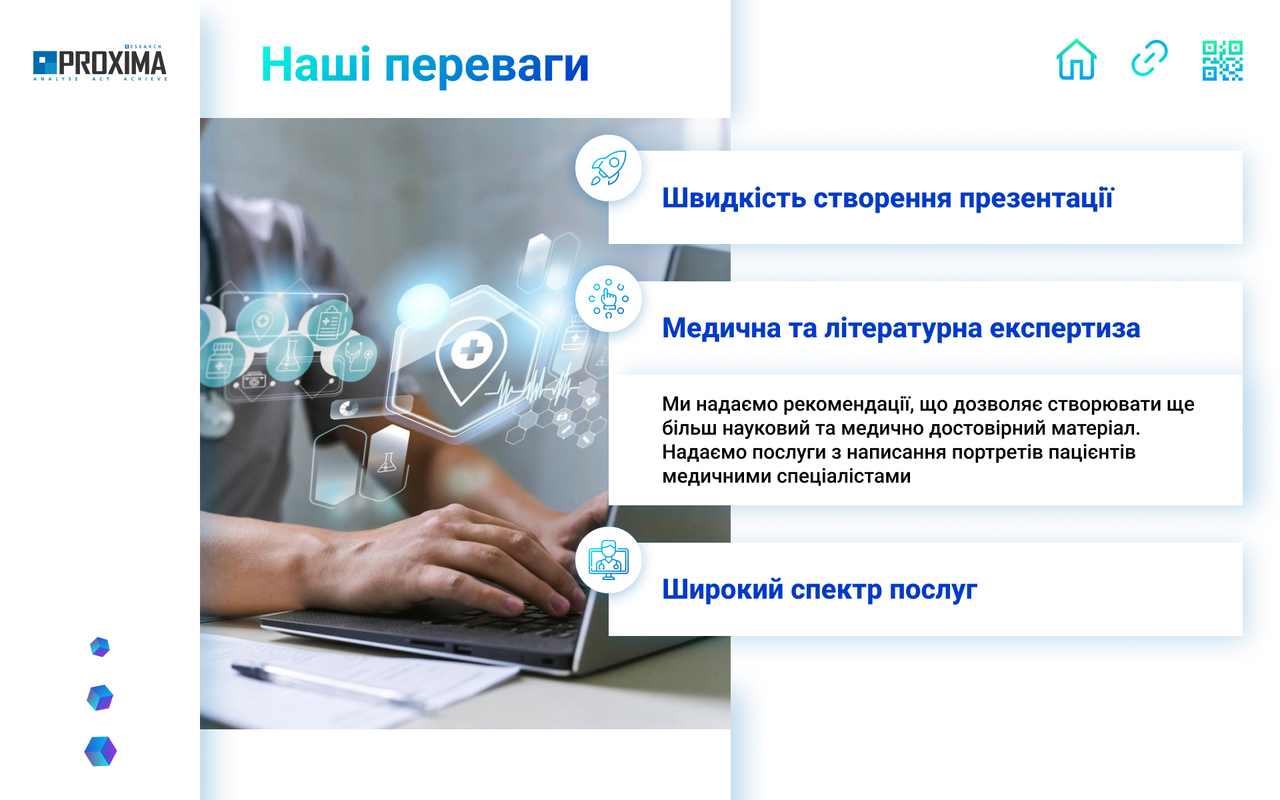 RESEARCH
PROXIMA
ANALYSE ACT ACHIEVE
Наші переваги
Швидкість створення презентації
Медична та літературна експертиза
Ми надаємо рекомендації, що дозволяє створювати ще
більш науковий та медично достовірний матеріал.
Надаємо послуги з написання портретів пацієнтів
медичними спеціалістами
Широкий спектр послуг